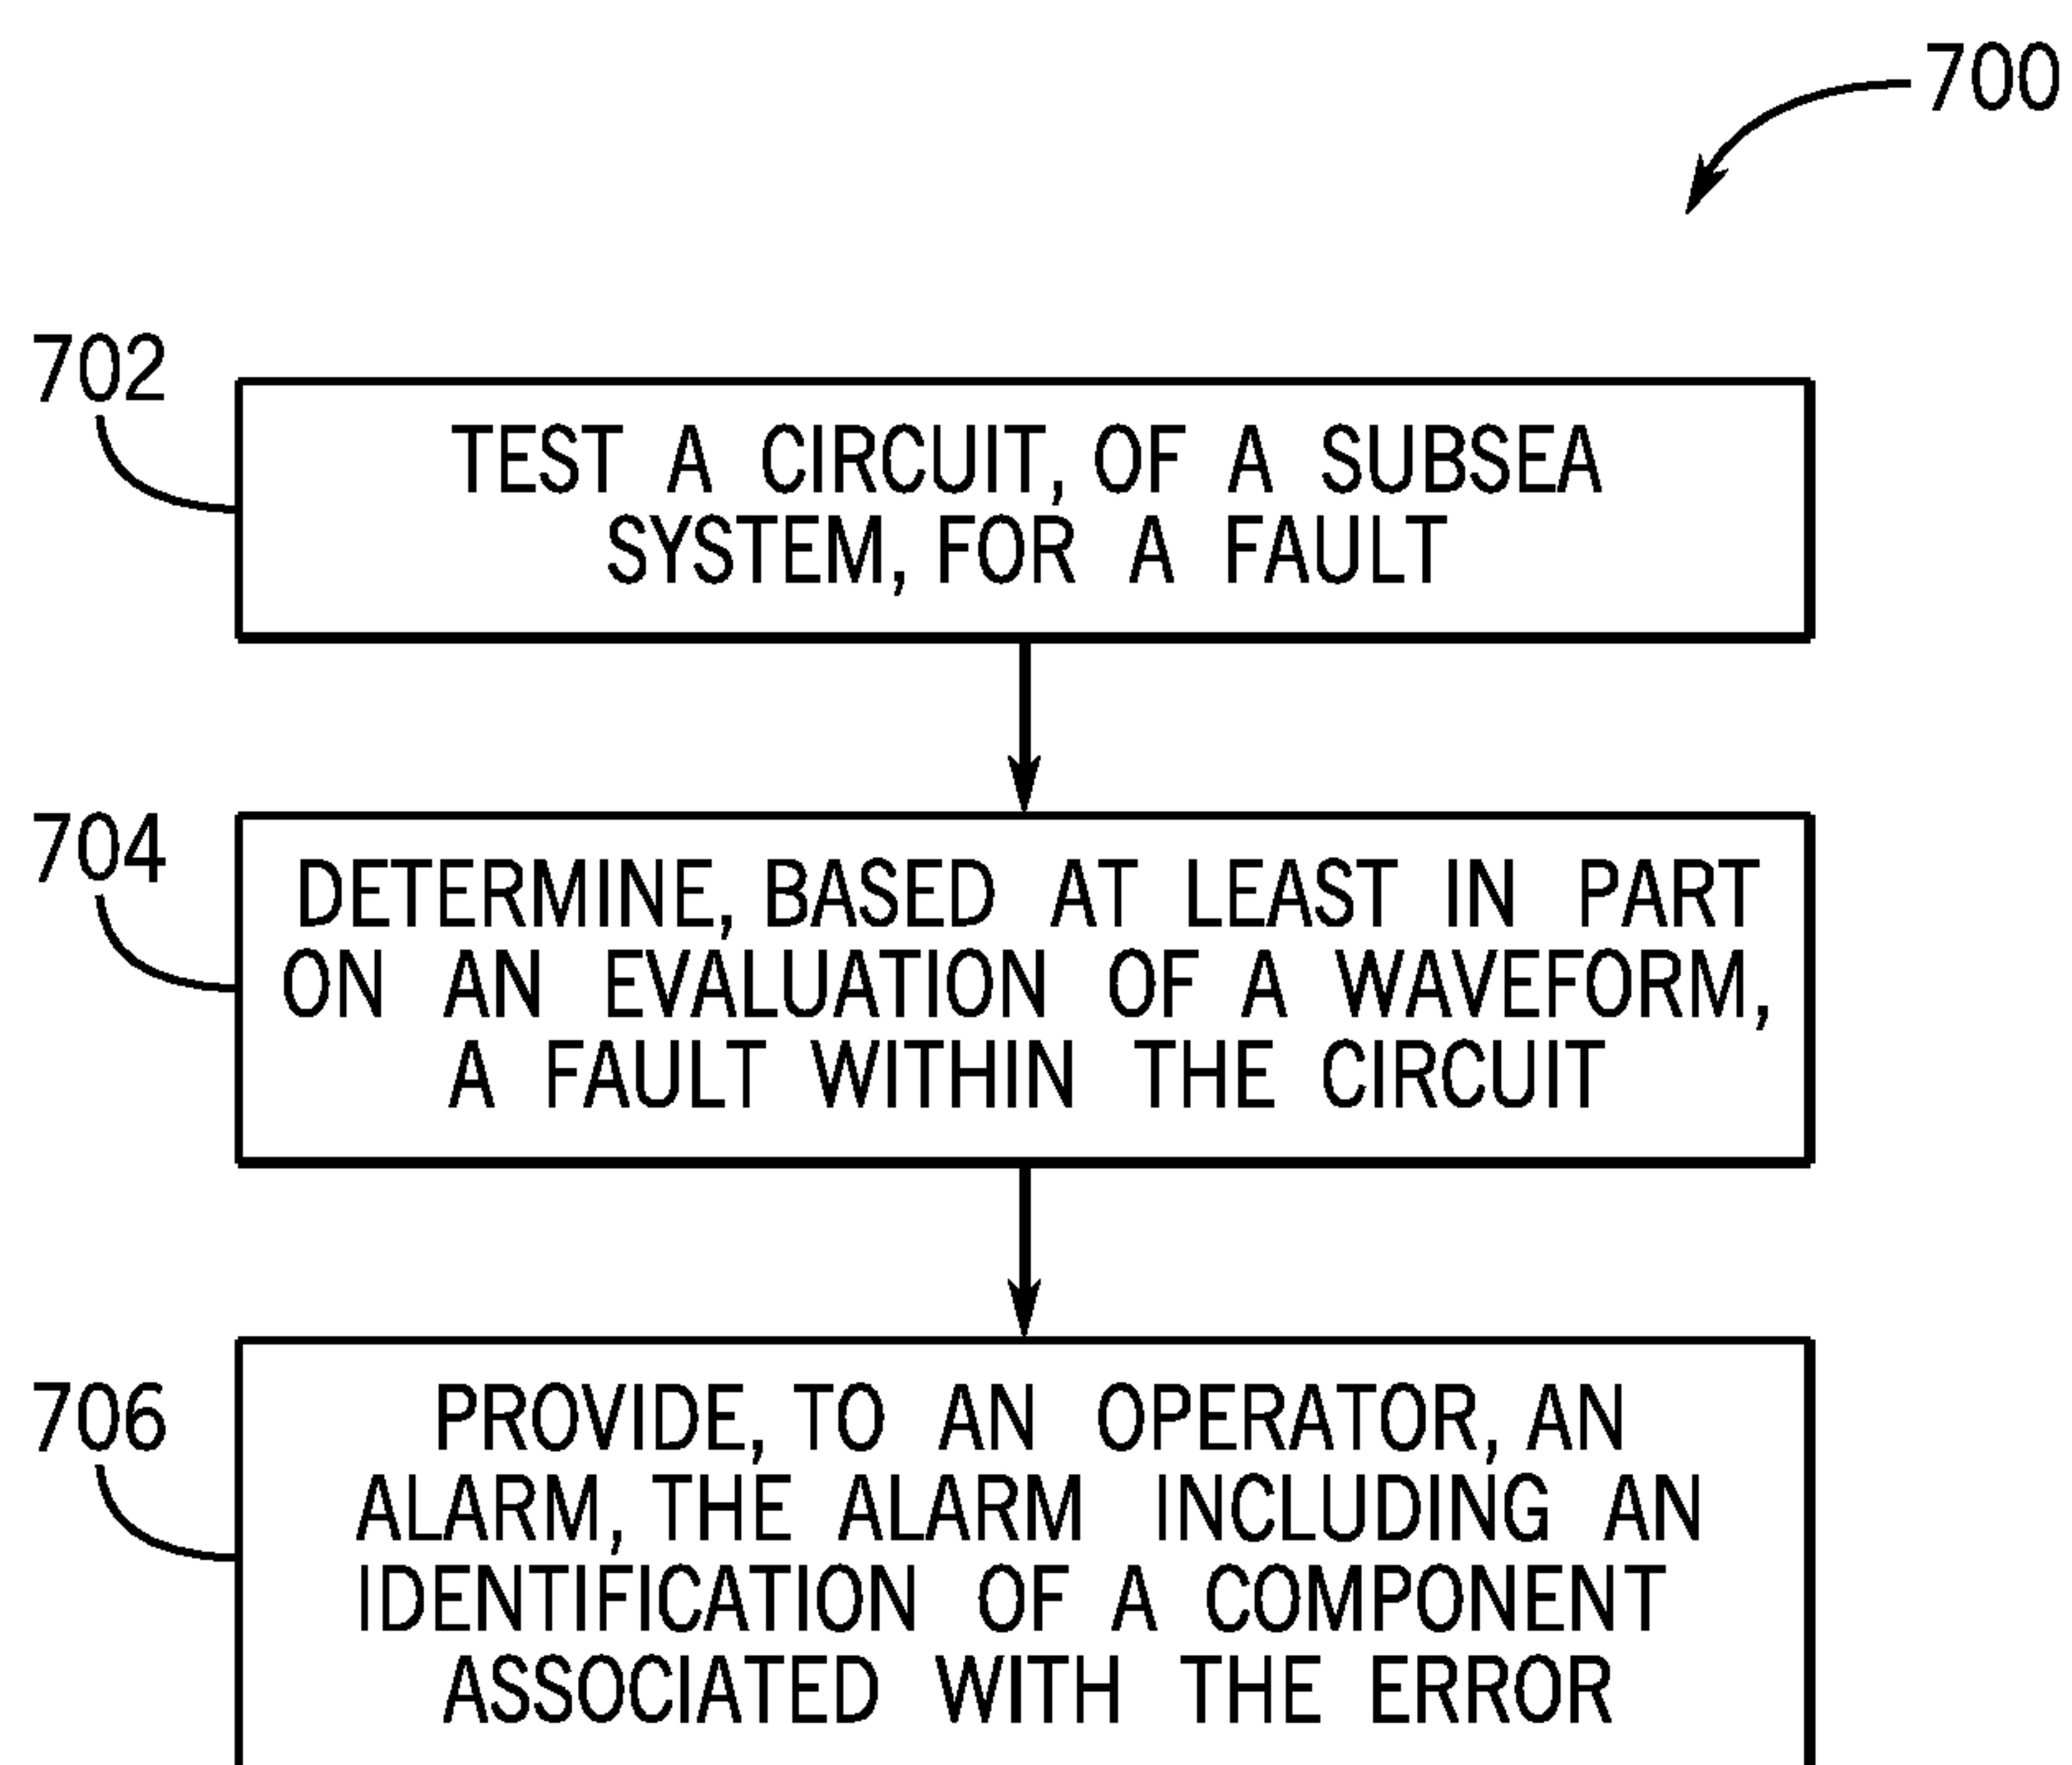 700
702
TEST A CIRCUIT, OF A SUBSEA
SYSTEM, FOR A FAULT
704
DETERMINE, BASED AT LEAST IN PART
ON AN EVALUATION OF A WAVEFORM,
A FAULT WITHIN THE CIRCUIT
706
PROVIDE, TO AN OPERATOR, AN
ALARM, THE ALARM INCLUDING AN
IDENTIFICATION OF A COMPONENT
ASSOCIATED WITH THE ERROR